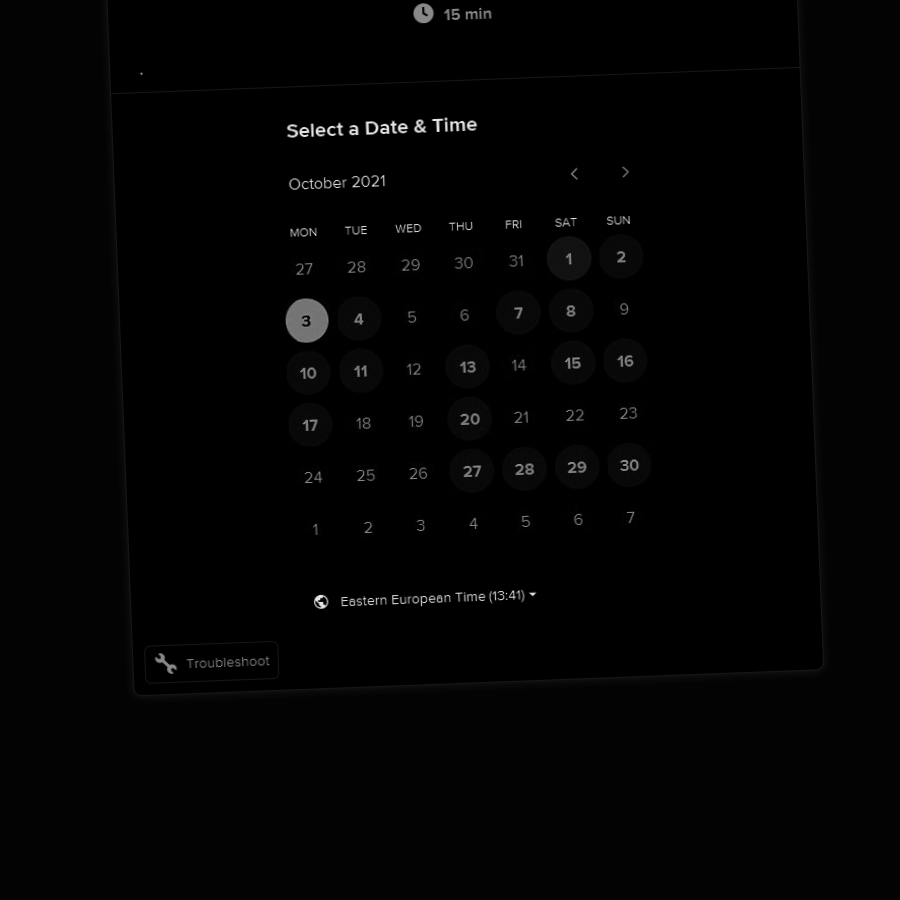 15 min
.
Select a Date & Time
October 2021
MON TUE WED THU FRI SAT SUN
27 28 29 30 31 1 2
3 4 5 6 7 8 9
10 11 12 13 14 15 16
17 18 19 20 21 22 23
24 25 26 27 28 29 30
1 2 3 4 5 6 7
Eastern European Time (13:41)
Troubleshoot